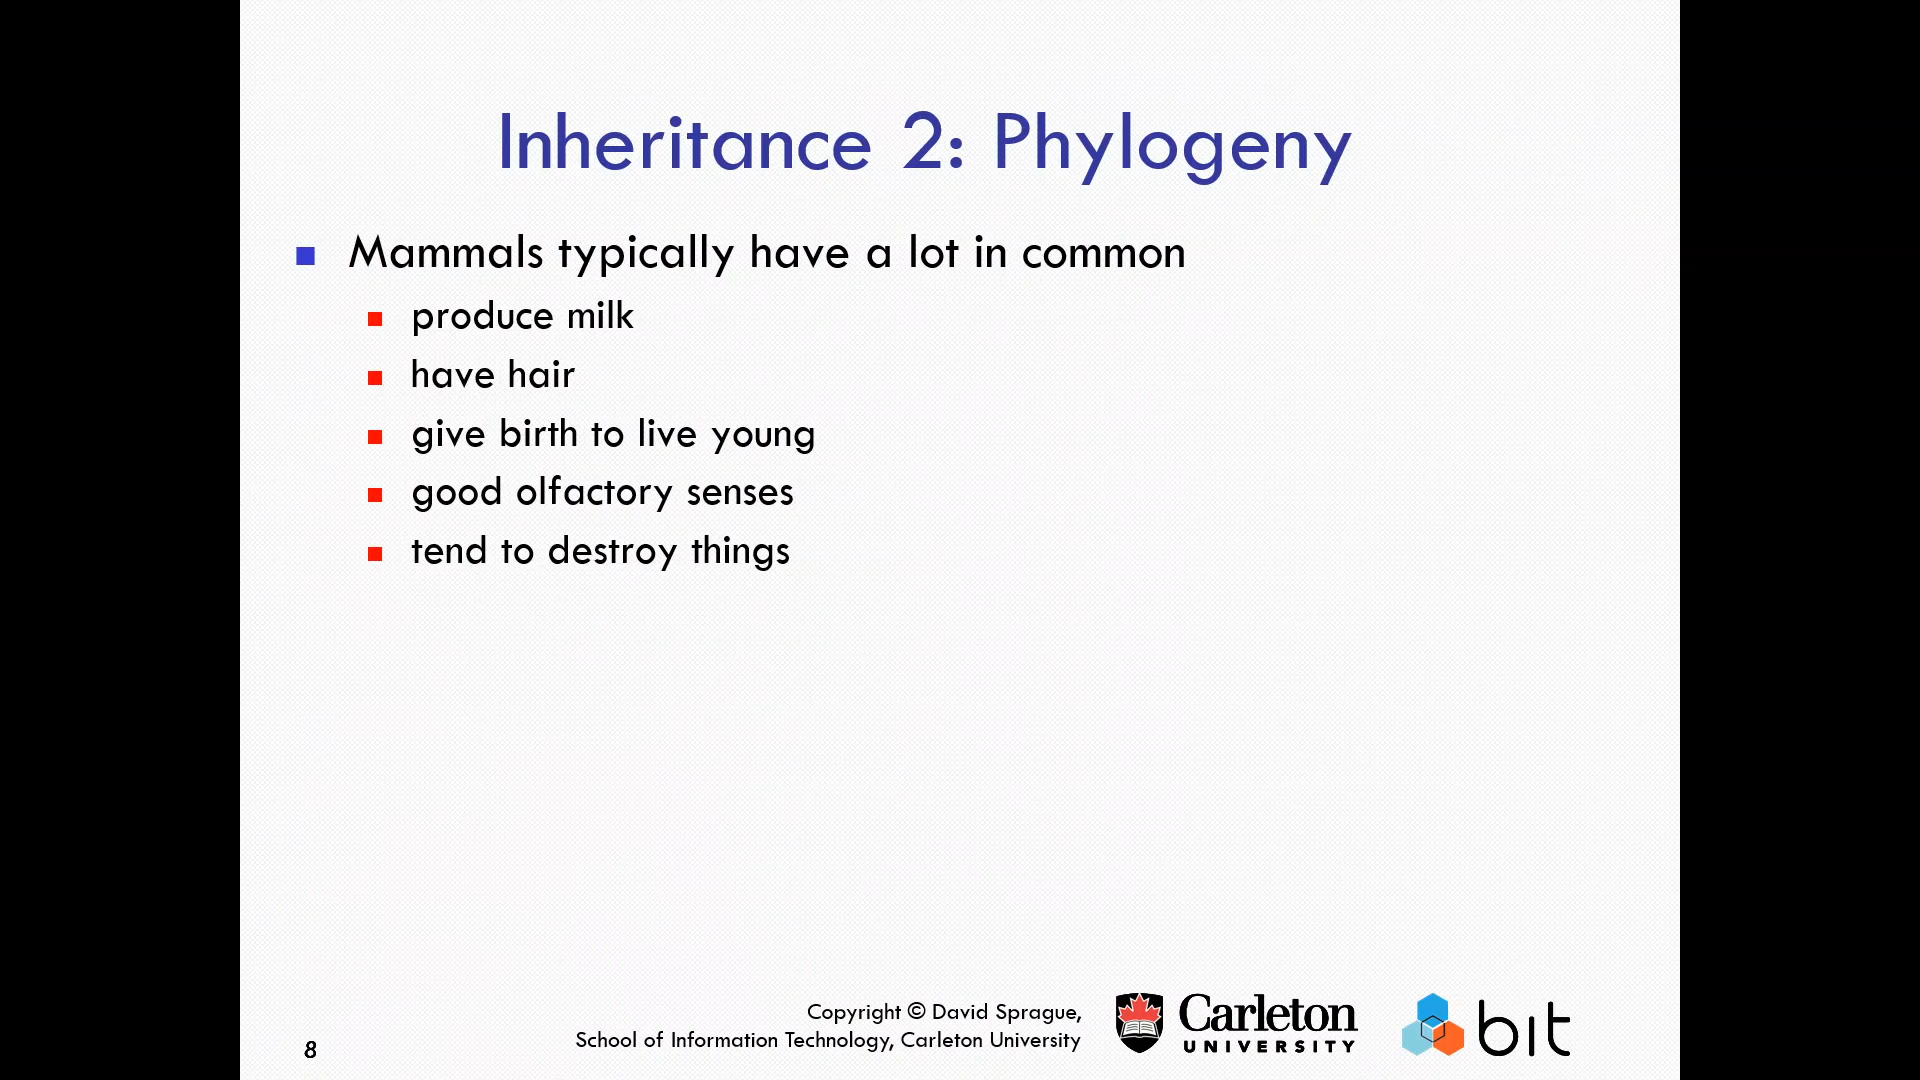 Inheritance 2: Phylogeny
Mammals typically have a lot in common
produce milk
have hair
give birth to live young
good olfactory senses
tend to destroy things
8
Copyright © David Sprague,
School of Information Technology, Carleton University
Carleton
UNIVERSITY
bit